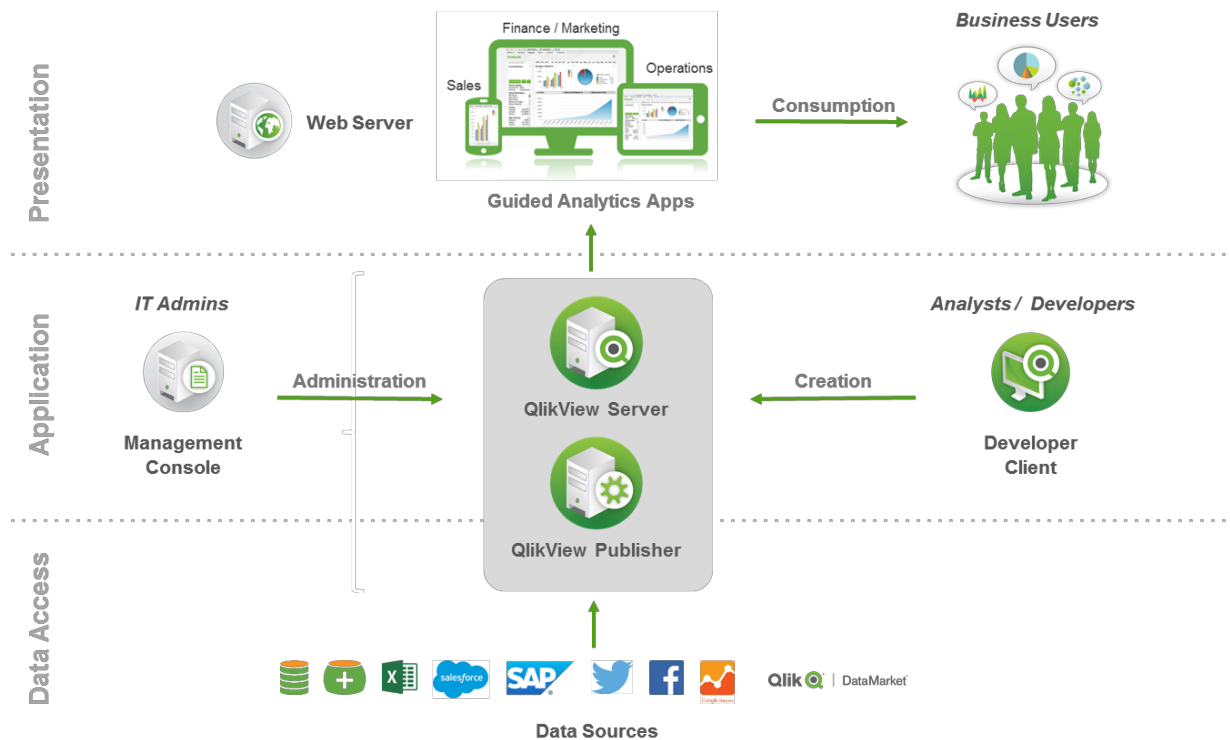 Business Users
Finance / Marketing
Sales
Operations
Presentation
Web Server
Consumption
Guided Analytics Apps
IT Admins
Analysts / Developers
Application
Administration
Creation
QlikView Server
Management
Console
Developer
Client
QlikView Publisher
Data Access
salesforce
SAP
Qlik
DataMarket
Data Sources